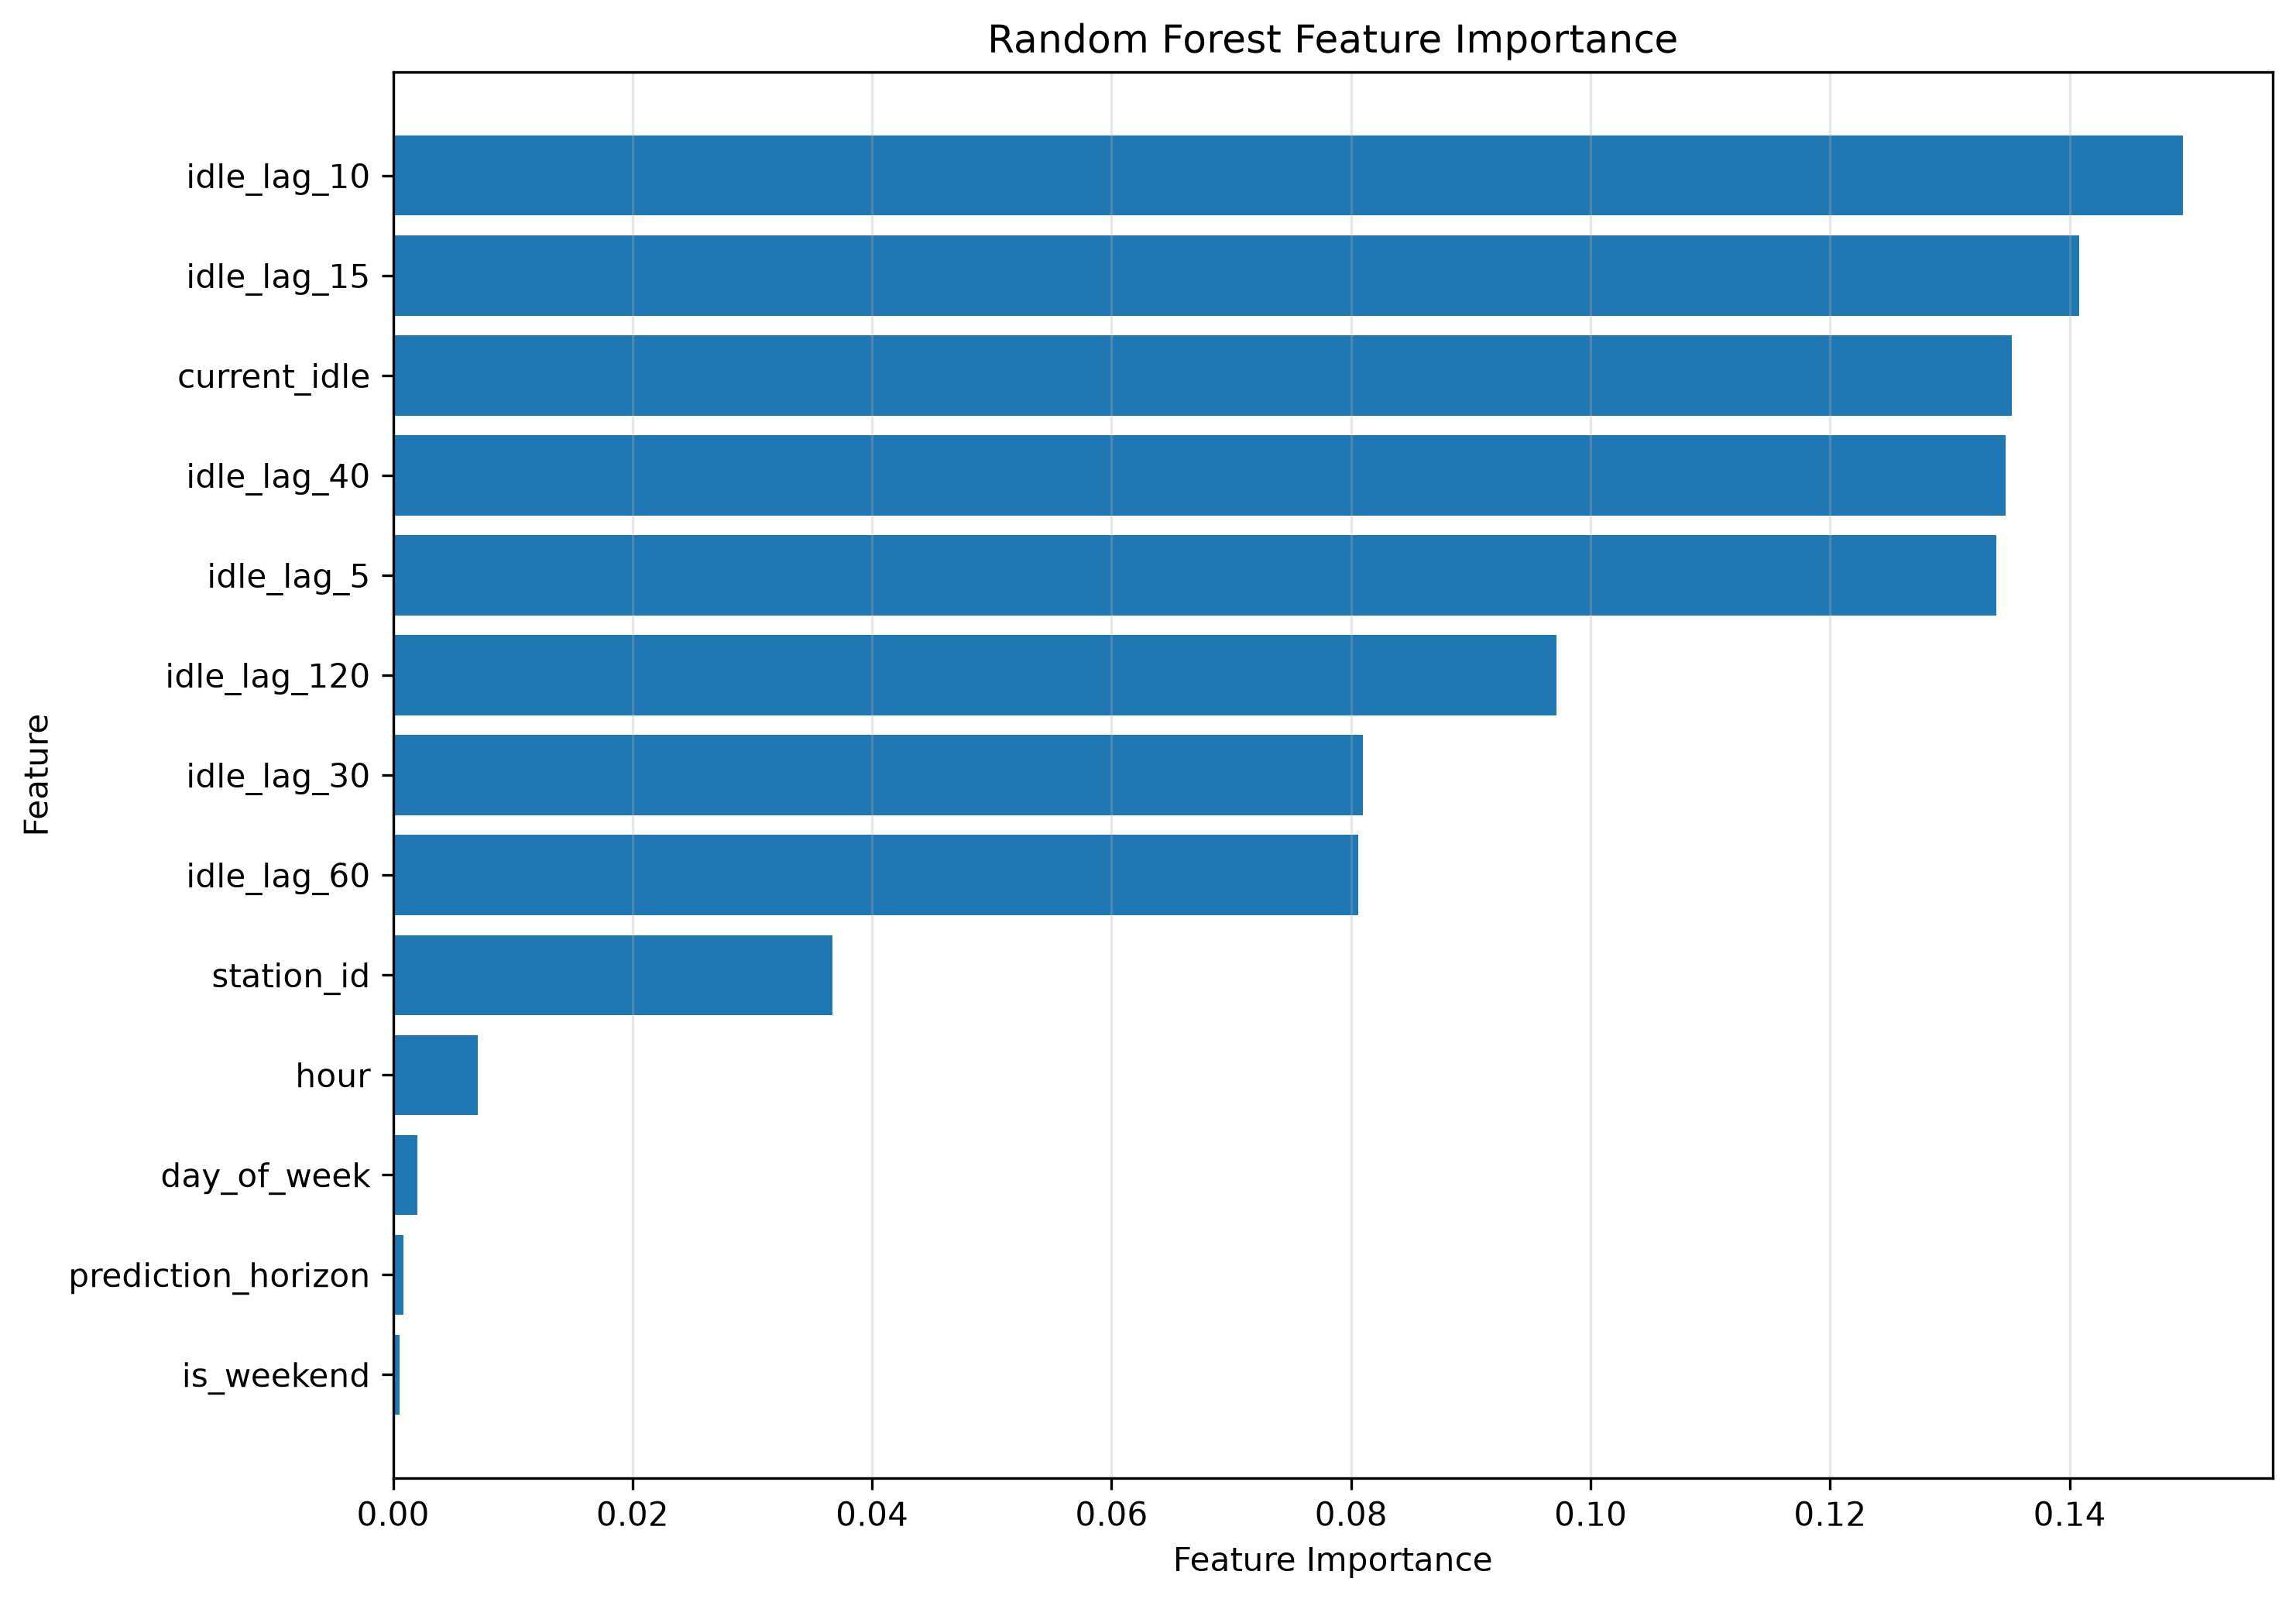 Random Forest Feature Importance
idle_lag_10
idle_lag_15
current_idle
idle_lag_40
idle_lag_5
idle_lag_120
idle_lag_30
idle_lag_60
station_id
hour
day_of_week
prediction_horizon
is_weekend
Feature
0.00 0.02 0.04 0.06 0.08 0.10 0.12 0.14
Feature Importance